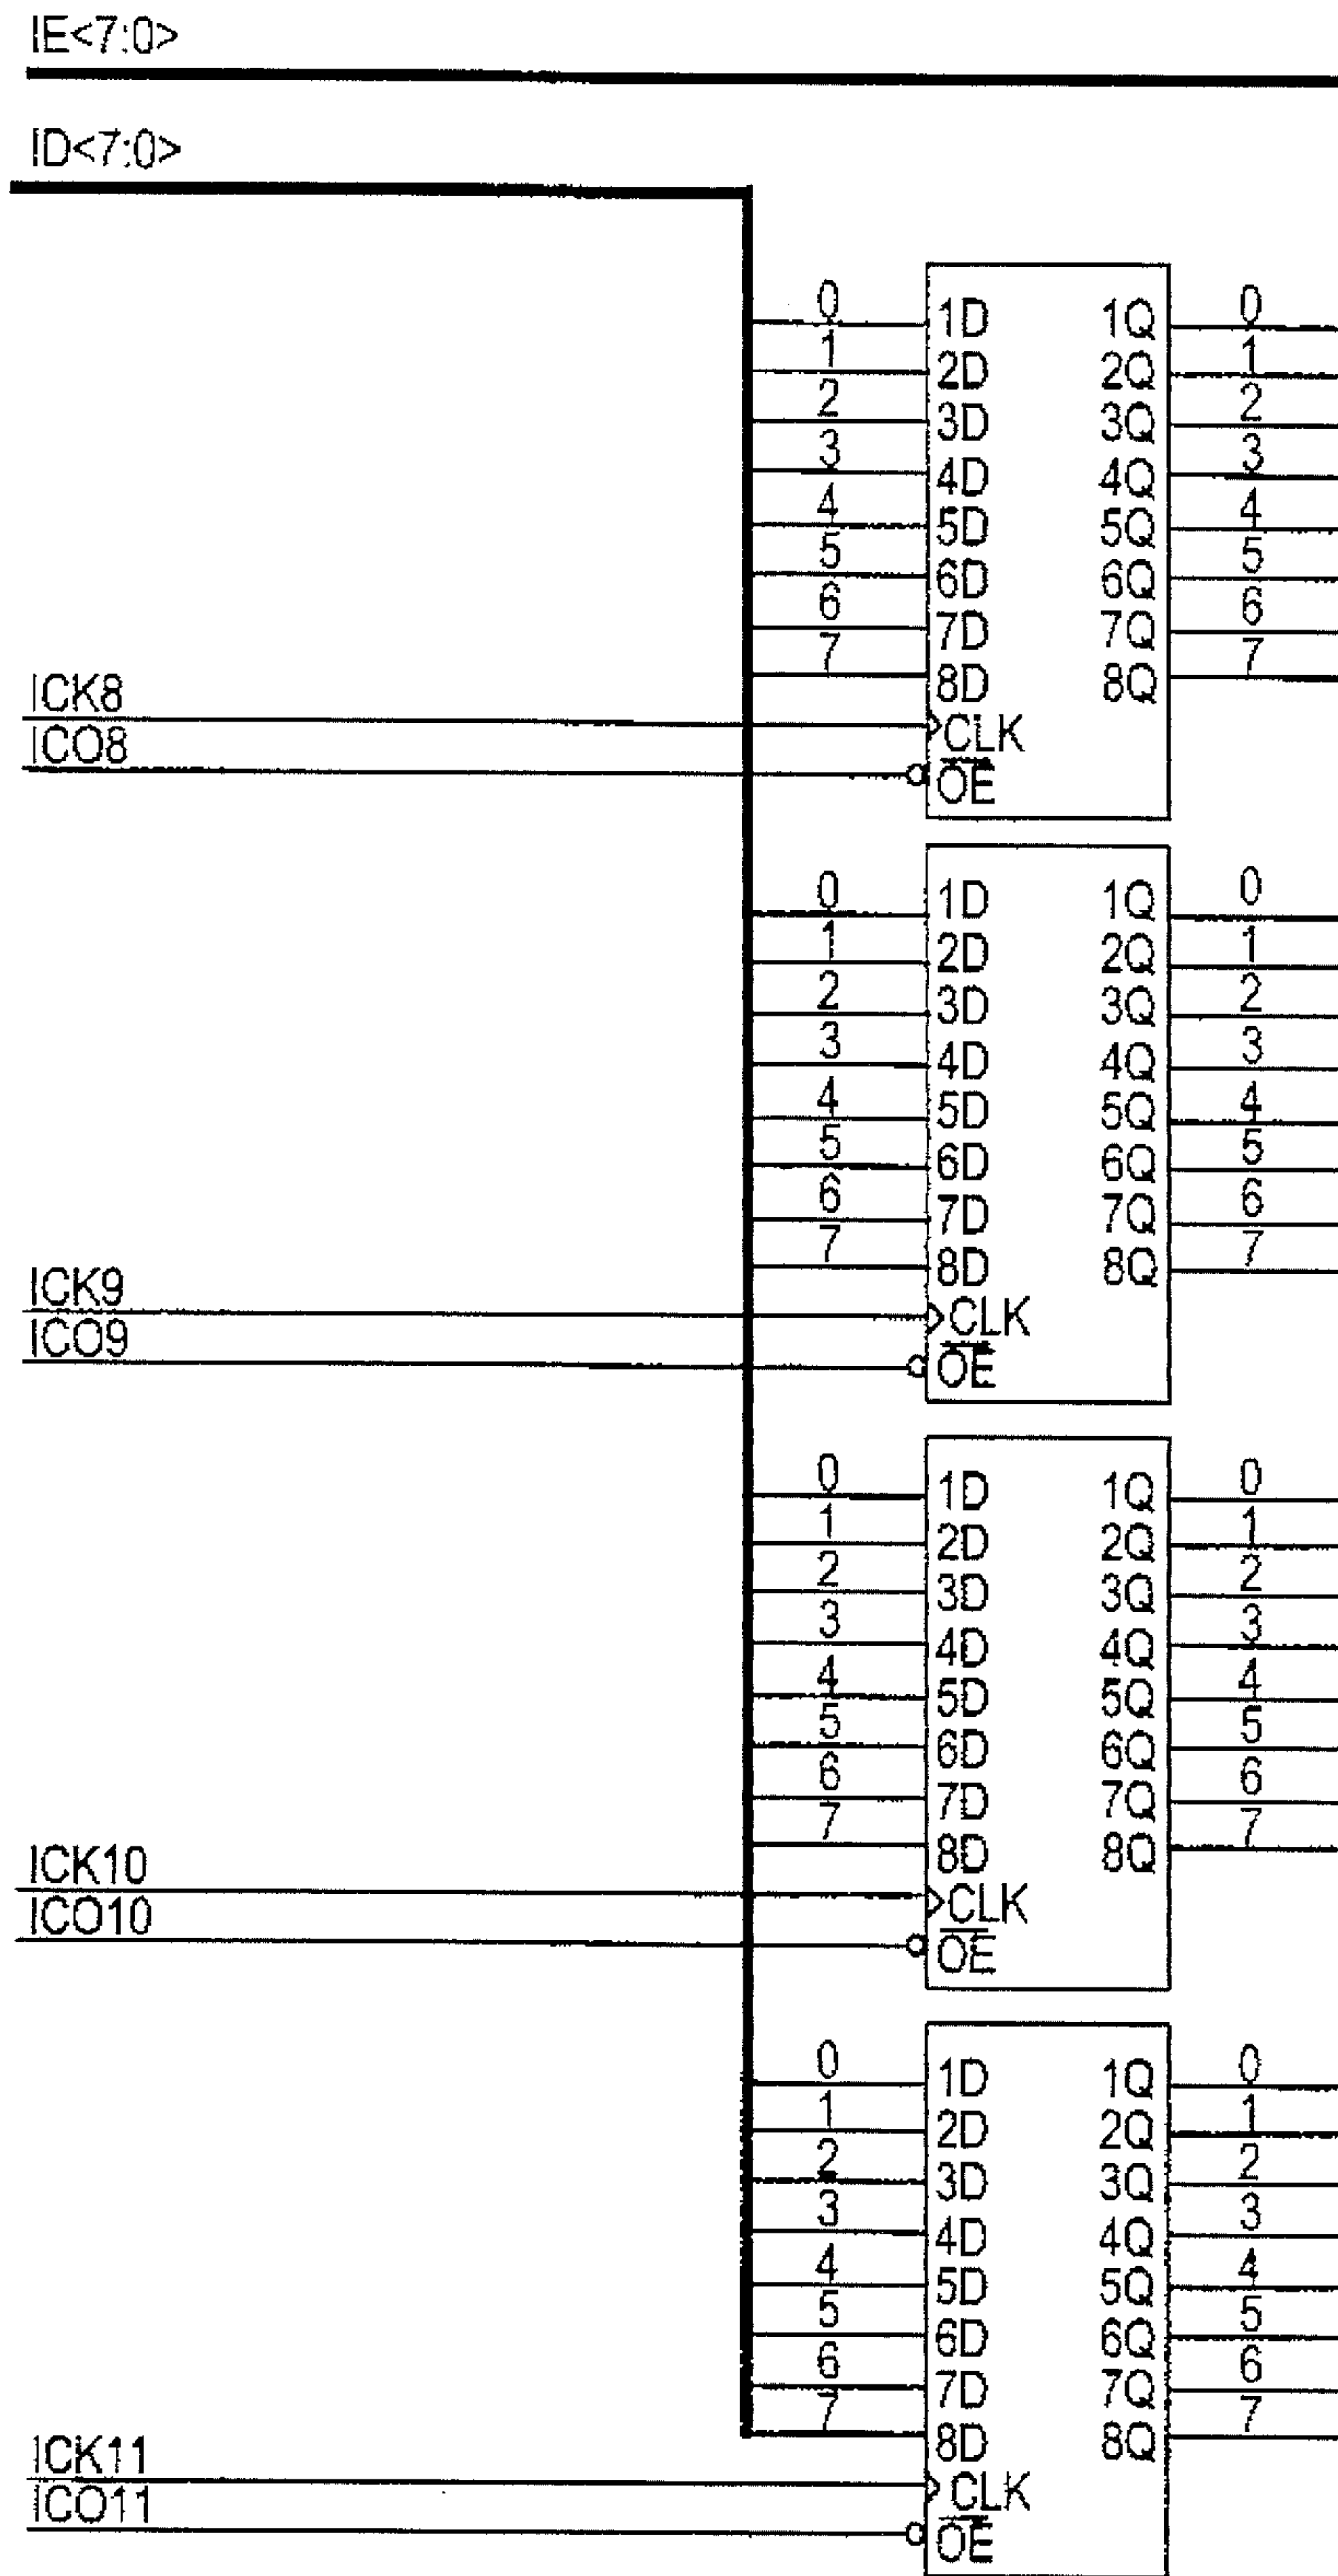 IE<7:0>
ID<7:0>
0 1D 1Q 0
1 2D 2Q 1
2 3D 3Q 2
3 4D 4Q 3
4 5D 5Q 4
5 6D 6Q 5
6 7D 7Q 6
7 8D 8Q 7
ICK8 CLK
ICO8 OE
0 1D 1Q 0
1 2D 2Q 1
2 3D 3Q 2
3 4D 4Q 3
4 5D 5Q 4
5 6D 6Q 5
6 7D 7Q 6
7 8D 8Q 7
ICK9 CLK
ICO9 OE
0 1D 1Q 0
1 2D 2Q 1
2 3D 3Q 2
3 4D 4Q 3
4 5D 5Q 4
5 6D 6Q 5
6 7D 7Q 6
7 8D 8Q 7
ICK10 CLK
ICO10 OE
0 1D 1Q 0
1 2D 2Q 1
2 3D 3Q 2
3 4D 4Q 3
4 5D 5Q 4
5 6D 6Q 5
6 7D 7Q 6
7 8D 8Q 7
ICK11 CLK
ICO11 OE